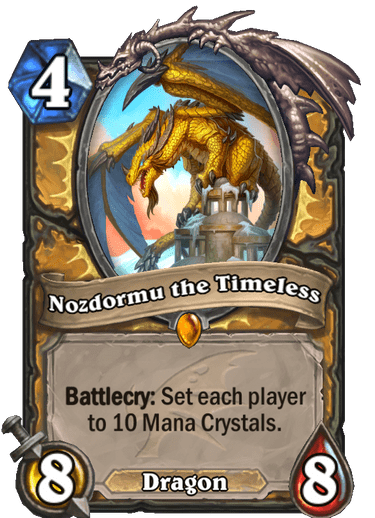 4
Nozdormu the Timeless
Battlecry: Set each player
to 10 Mana Crystals.
8
Dragon
8